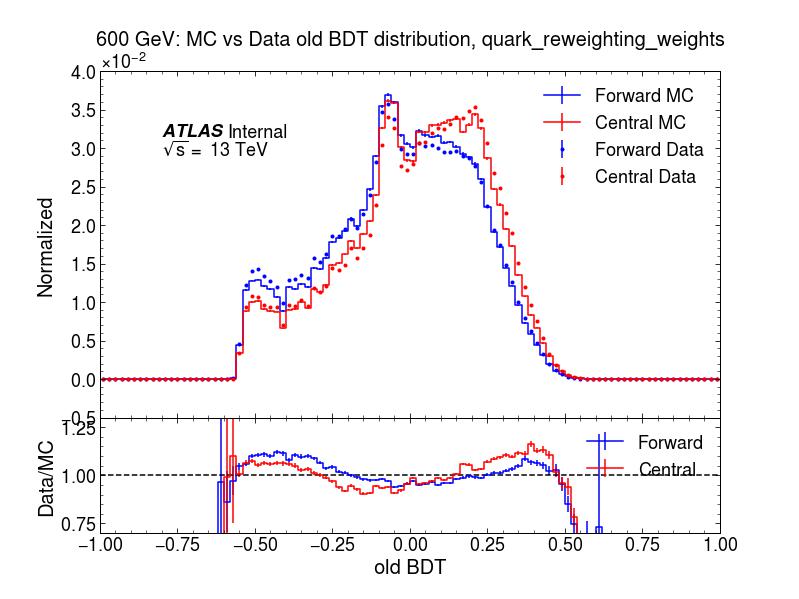 600 GeV: MC vs Data old BDT distribution, quark_reweighting_weights
×10⁻²
4.0
3.5
3.0
2.5
2.0
1.5
1.0
0.5
0.0
−0.5
Normalized
ATLAS Internal
√s = 13 TeV
Forward MC
Central MC
Forward Data
Central Data
1.25
1.00
0.75
Data/MC
Forward
Central
−1.00 −0.75 −0.50 −0.25 0.00 0.25 0.50 0.75 1.00
old BDT